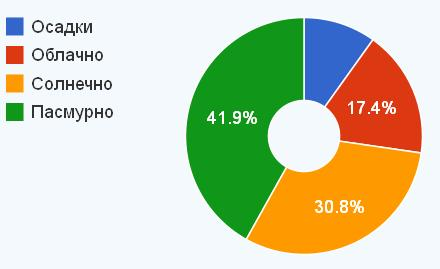 Осадки
Облачно
Солнечно
Пасмурно
41.9%
17.4%
30.8%